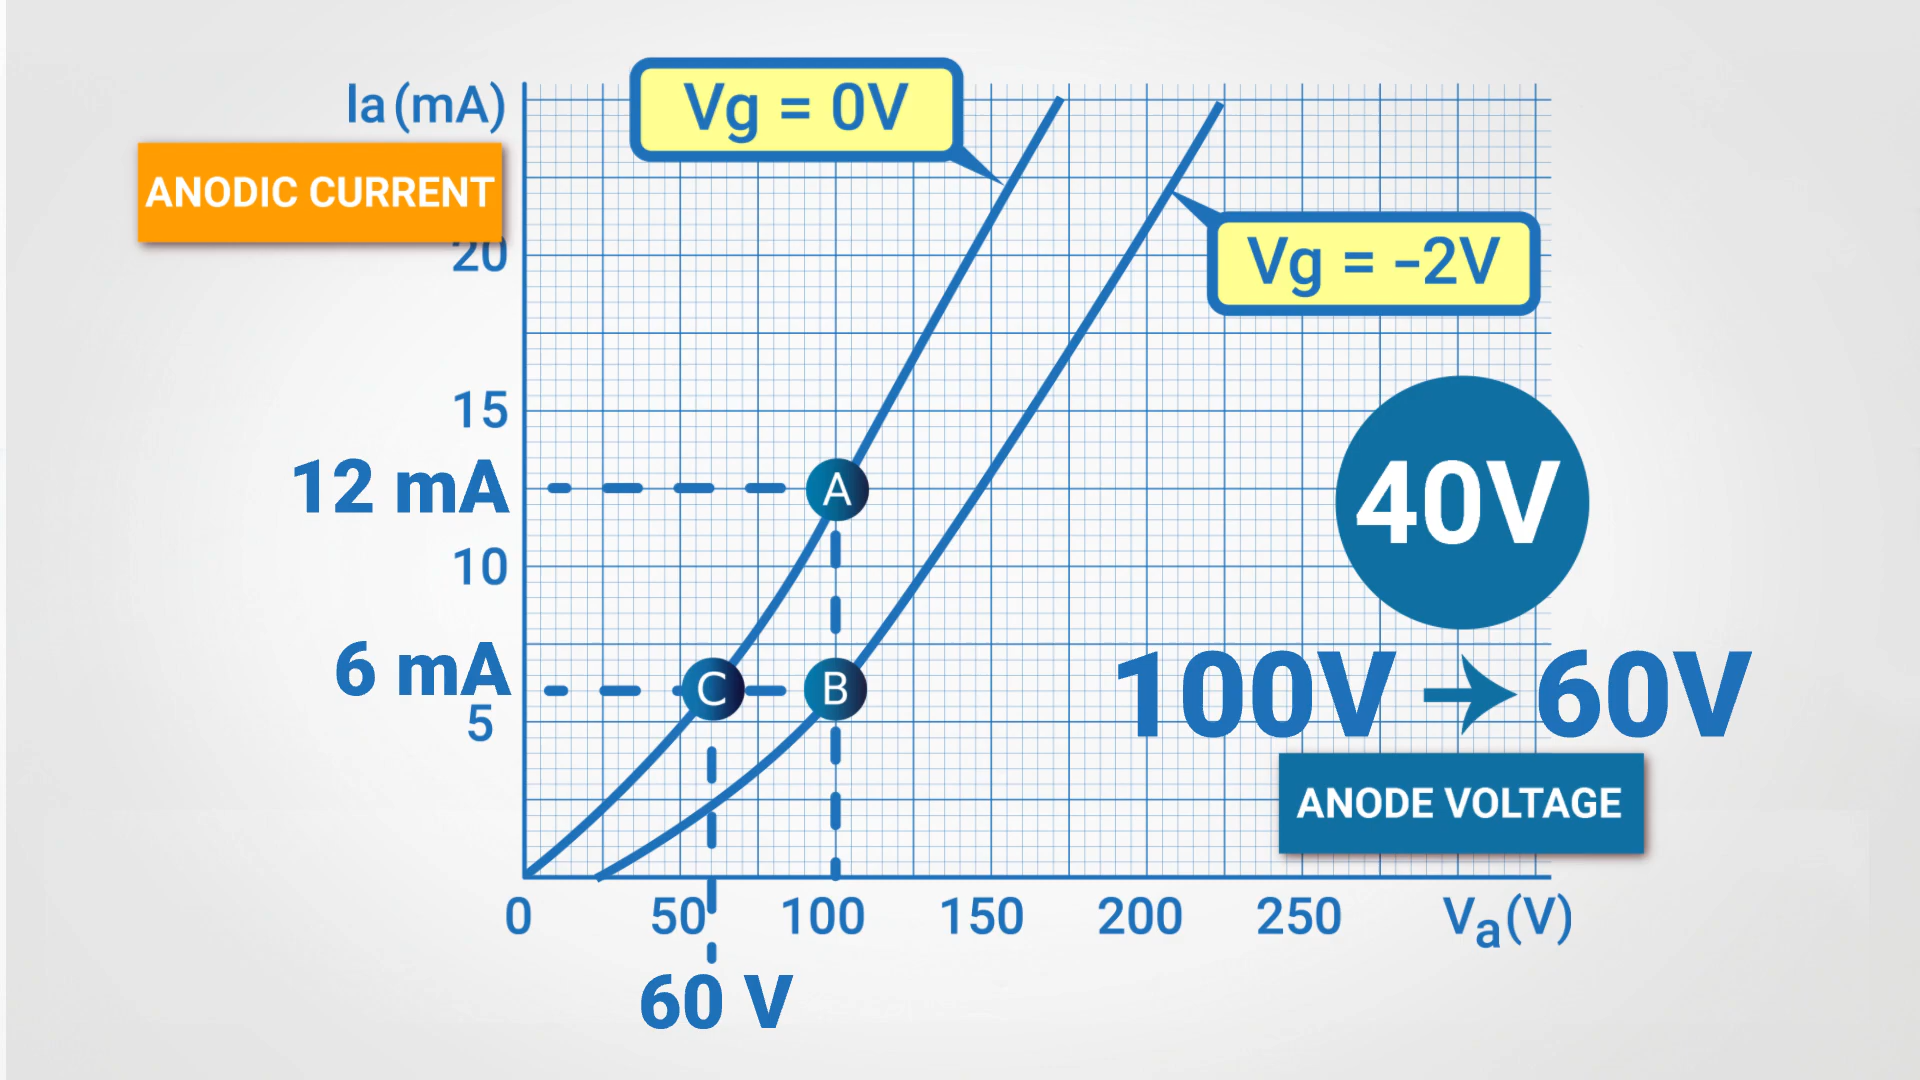 Ia (mA)
Vg = 0V
ANODIC CURRENT
20
Vg = -2V
15
12 mA
A
40V
10
6 mA
C
B
5
100V → 60V
ANODE VOLTAGE
0 50 100 150 200 250 Va (V)
60 V